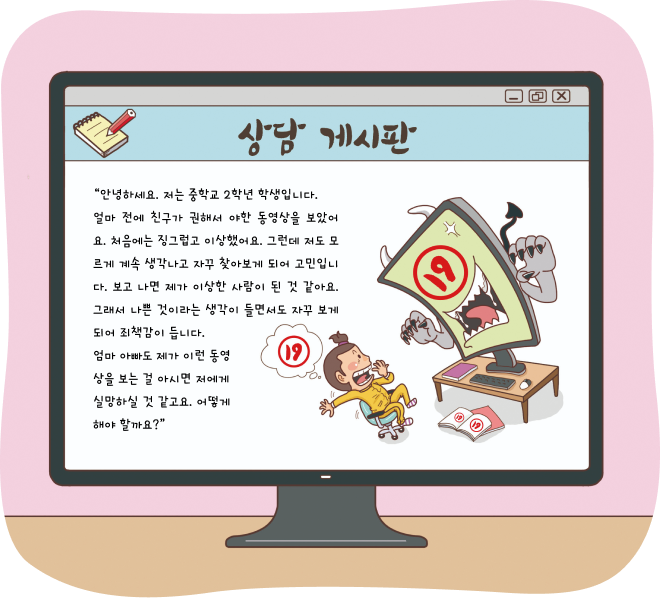 상담 게시판
“안녕하세요. 저는 중학교 2학년 학생입니다.
얼마 전에 친구가 권해서 야한 동영상을 보았어
요. 처음에는 징그럽고 이상했어요. 그런데 저도 모
르게 계속 생각나고 자꾸 찾아보게 되어 고민입니
다. 보고 나면 제가 이상한 사람이 된 것 같아요.
그래서 나쁜 것이라는 생각이 들면서도 자꾸 보게
되어 죄책감이 듭니다.
엄마 아빠도 제가 이런 동영
상을 보는 걸 아시면 저에게
실망하실 것 같고요. 어떻게
해야 할까요?”
19
19
19
19